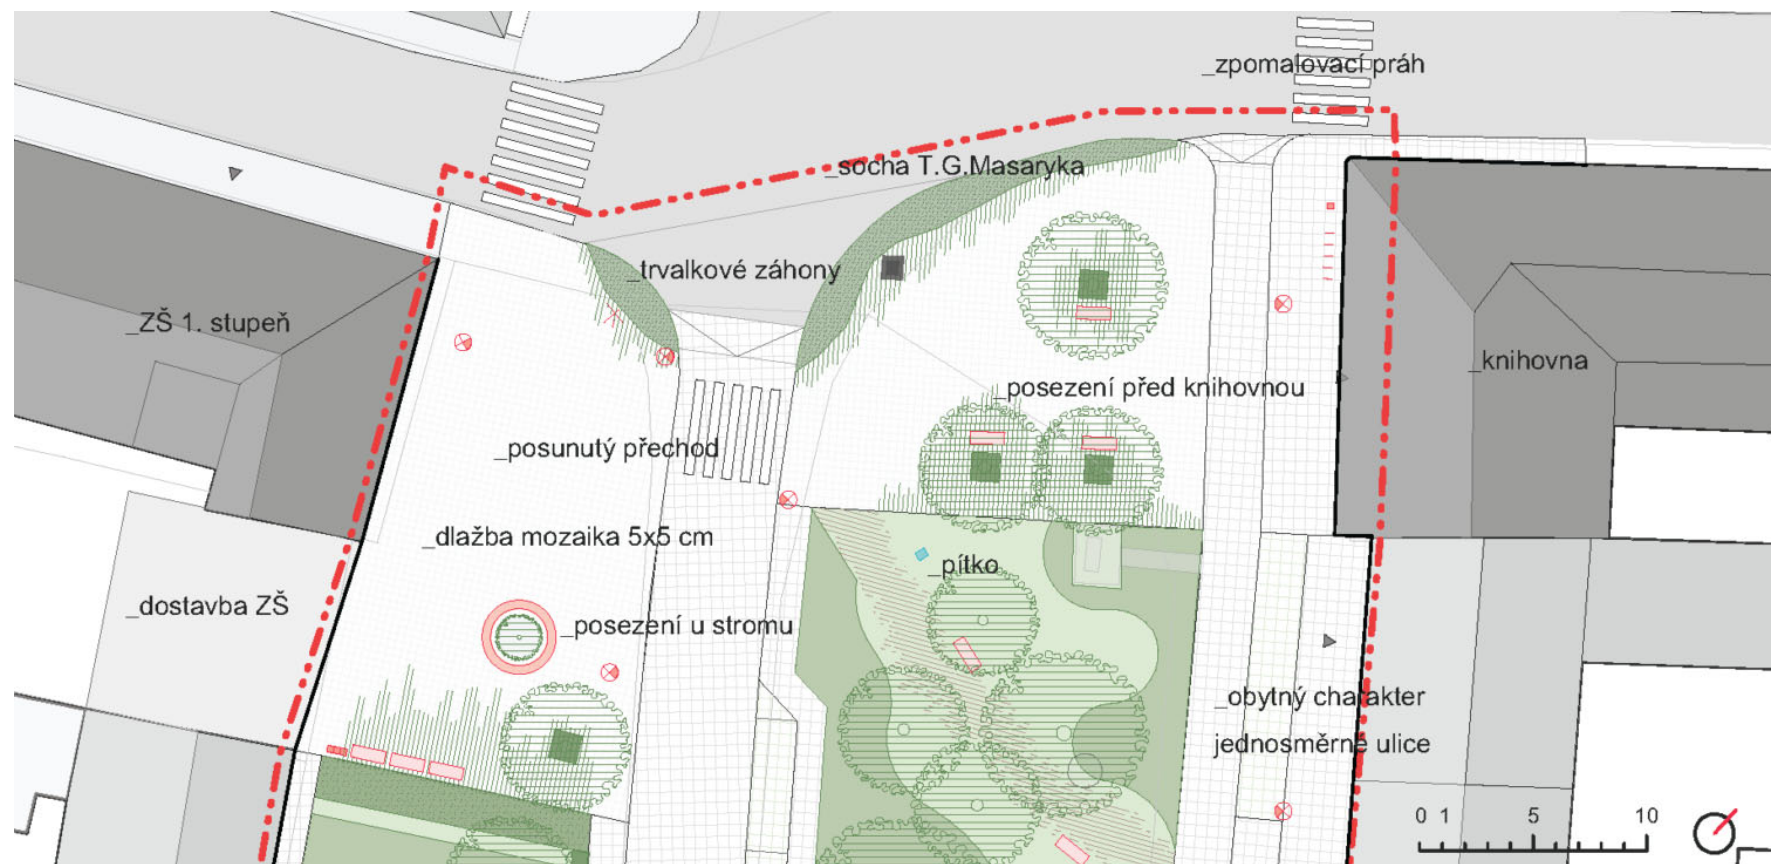 _zpomalovací práh
_socha T.G.Masaryka
_trvalkové záhony
_ZŠ 1. stupeň
_knihovna
_posezení před knihovnou
_posunutý přechod
_dlažba mozaika 5x5 cm
_pítko
_dostavba ZŠ
_posezení u stromu
_obytný charakter
jednosměrné ulice
0 1 5 10